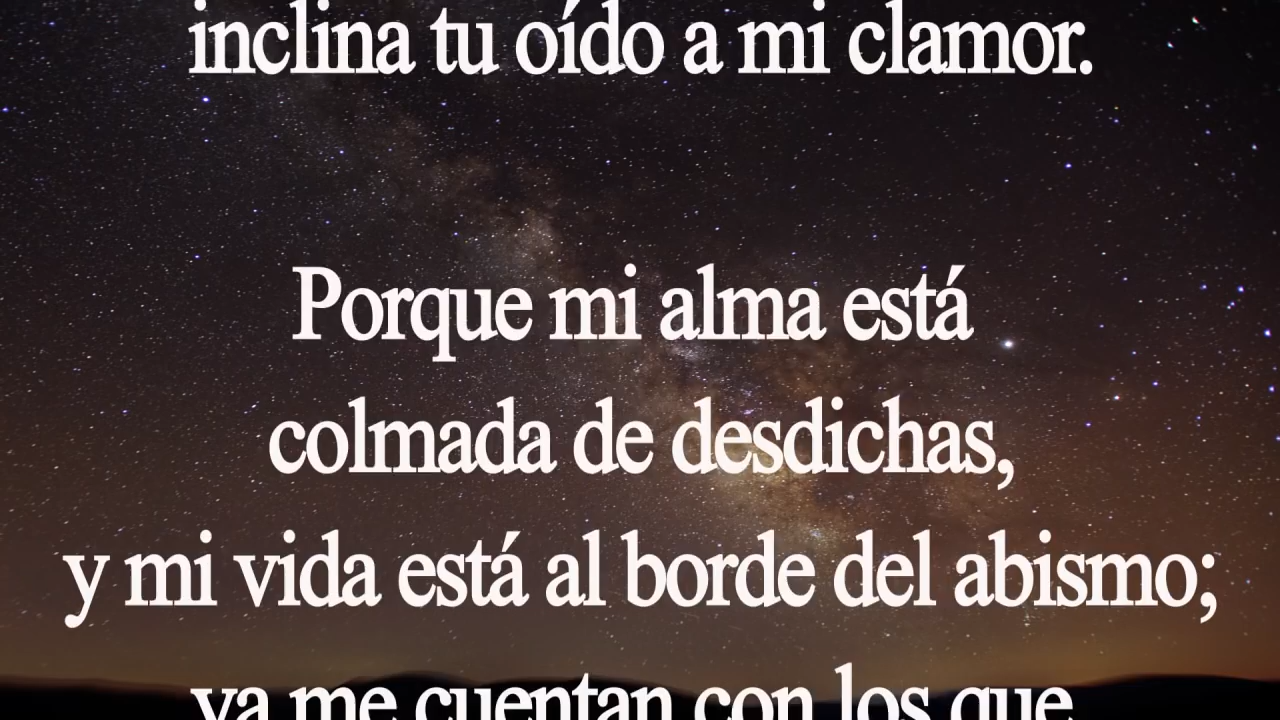 inclina tu oído a mi clamor.
Porque mi alma está
colmada de desdichas,
y mi vida está al borde del abismo;
ya me cuentan con los que